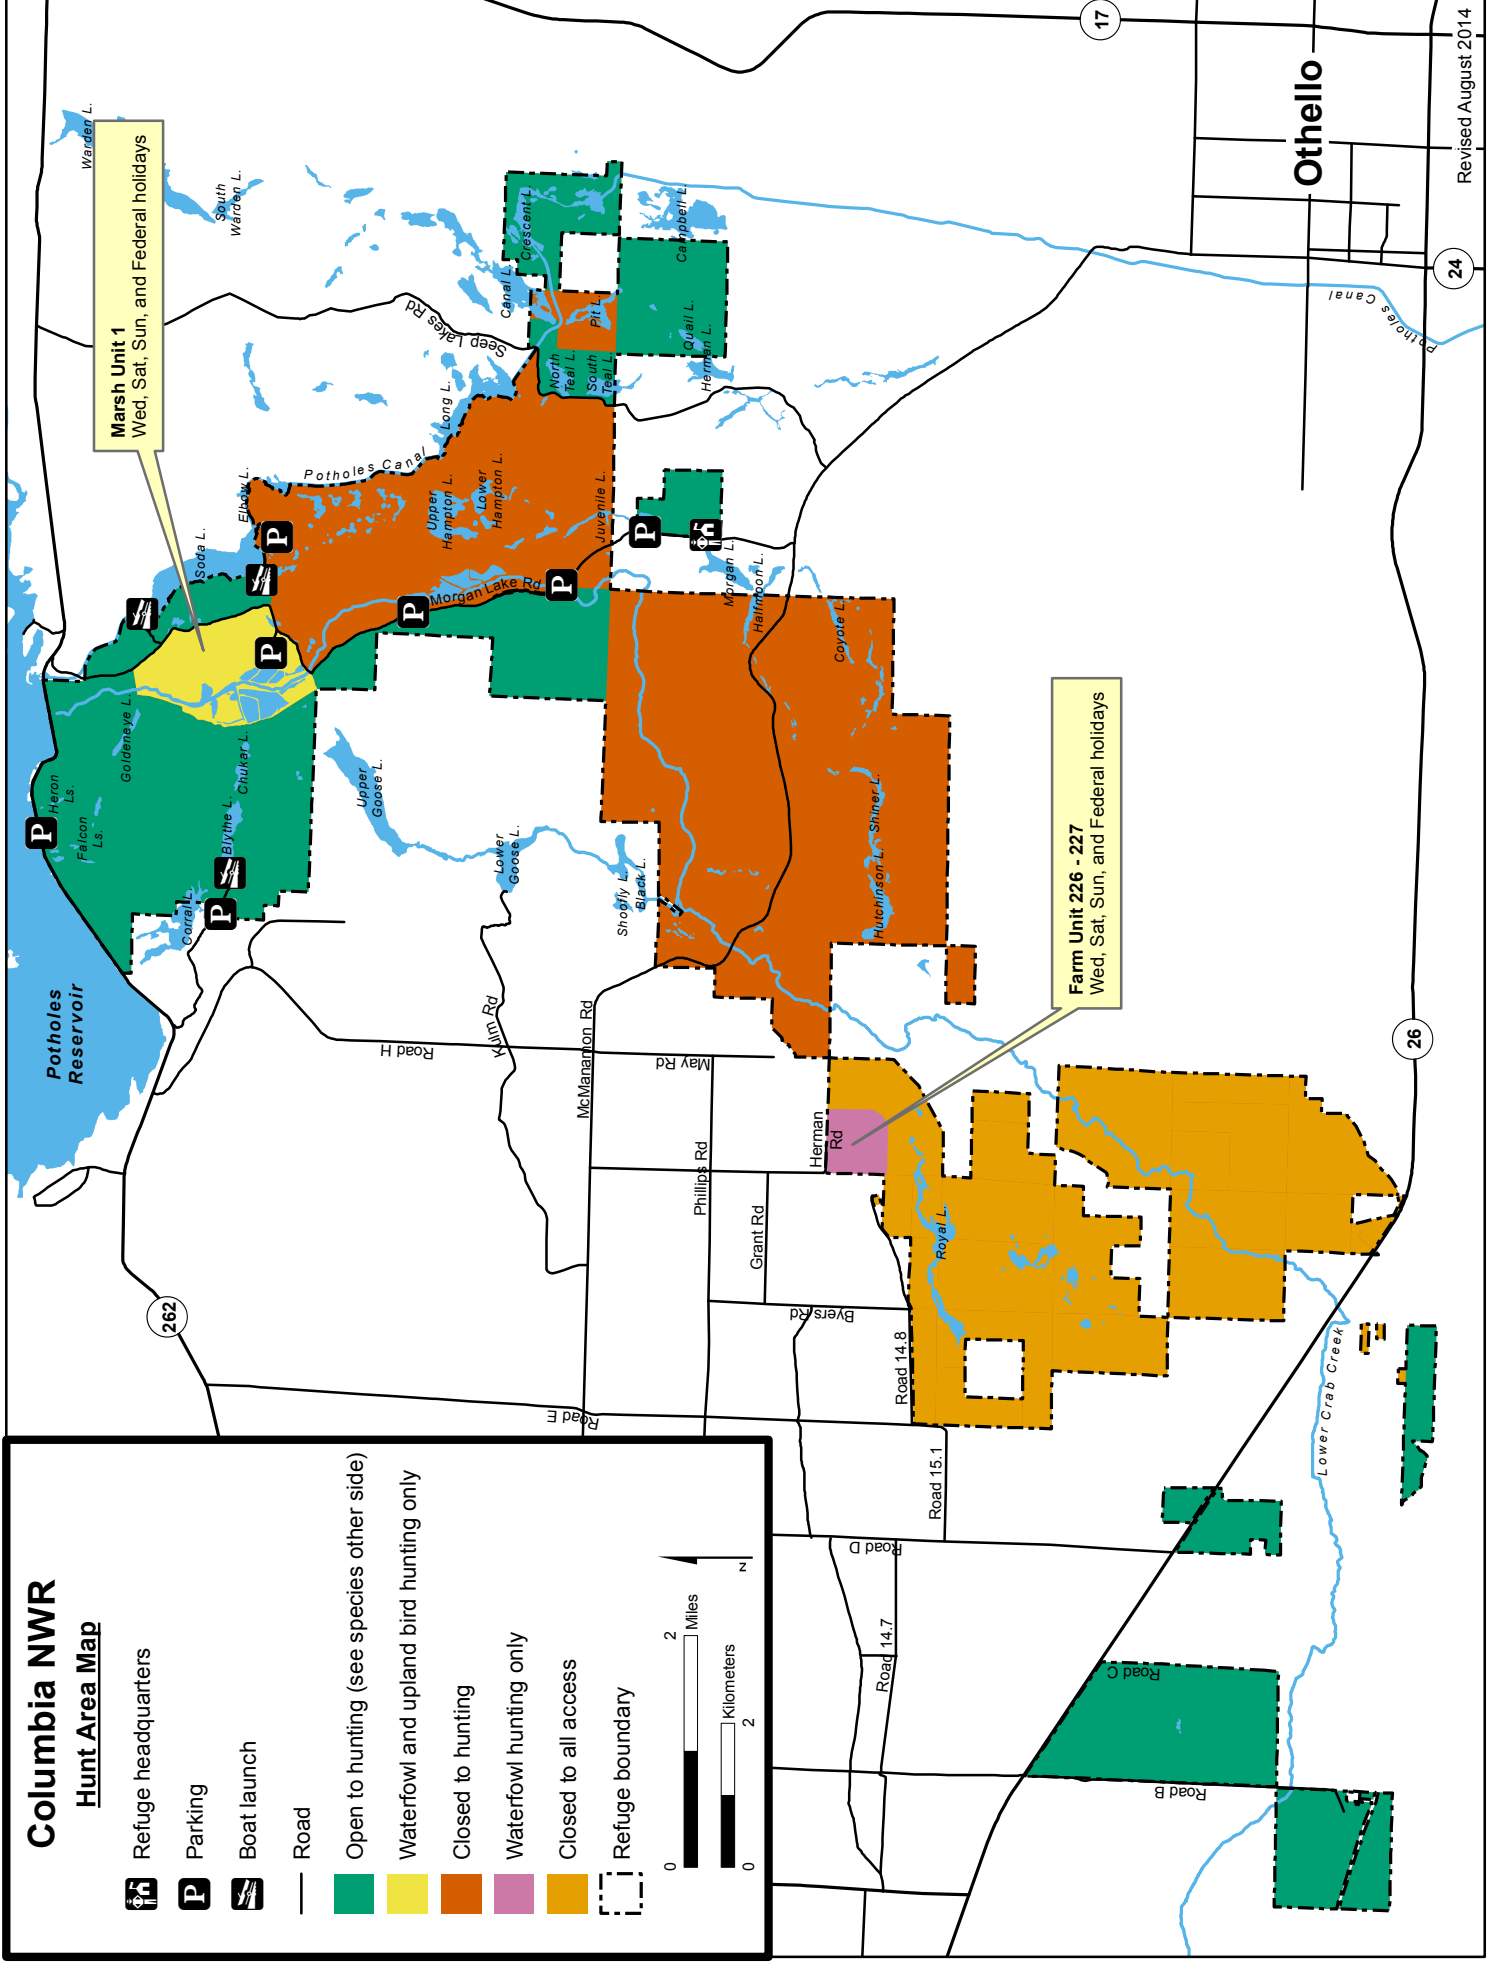 Columbia NWR
Hunt Area Map
Refuge headquarters
P
Parking
Boat launch
Road
Open to hunting (see species other side)
Waterfowl and upland bird hunting only
Closed to hunting
Waterfowl hunting only
Closed to all access
Refuge boundary
0
2
Miles
0
2
Kilometers
z
Potholes
Reservoir
262
Marsh Unit 1
Wed, Sat, Sun, and Federal holidays
Warden L.
South
Warden L.
Heron
Ls.
Falcon
Ls.
Goldeneye L.
Corral L.
Blythe L.
Chukar L.
Soda L.
Elbow L.
P
P
P
P
P
P
P
Potholes Canal
Long L.
Seep Lakes Rd
Canal L.
Crescent L.
Pit L.
Campbell L.
Quail L.
Herman L.
North
Teal L.
South
Teal L.
Upper
Hampton L.
Lower
Hampton L.
Juvenile L.
Morgan Lake Rd
Morgan L.
Halfmoon L.
Coyote L.
Upper
Goose L.
Lower
Goose L.
Shoofly L.
Black L.
Hutchinson L.
Shiner L.
Road H
Kulm Rd
McManamon Rd
May Rd
Phillips Rd
Grant Rd
Herman
Rd
Byers Rd
Road E
Road 14.8
Road 15.1
Road D
Road 14.7
Road C
Road B
Royal L.
Farm Unit 226 - 227
Wed, Sat, Sun, and Federal holidays
Lower Crab Creek
26
24
17
Othello
Potholes Canal
Revised August 2014